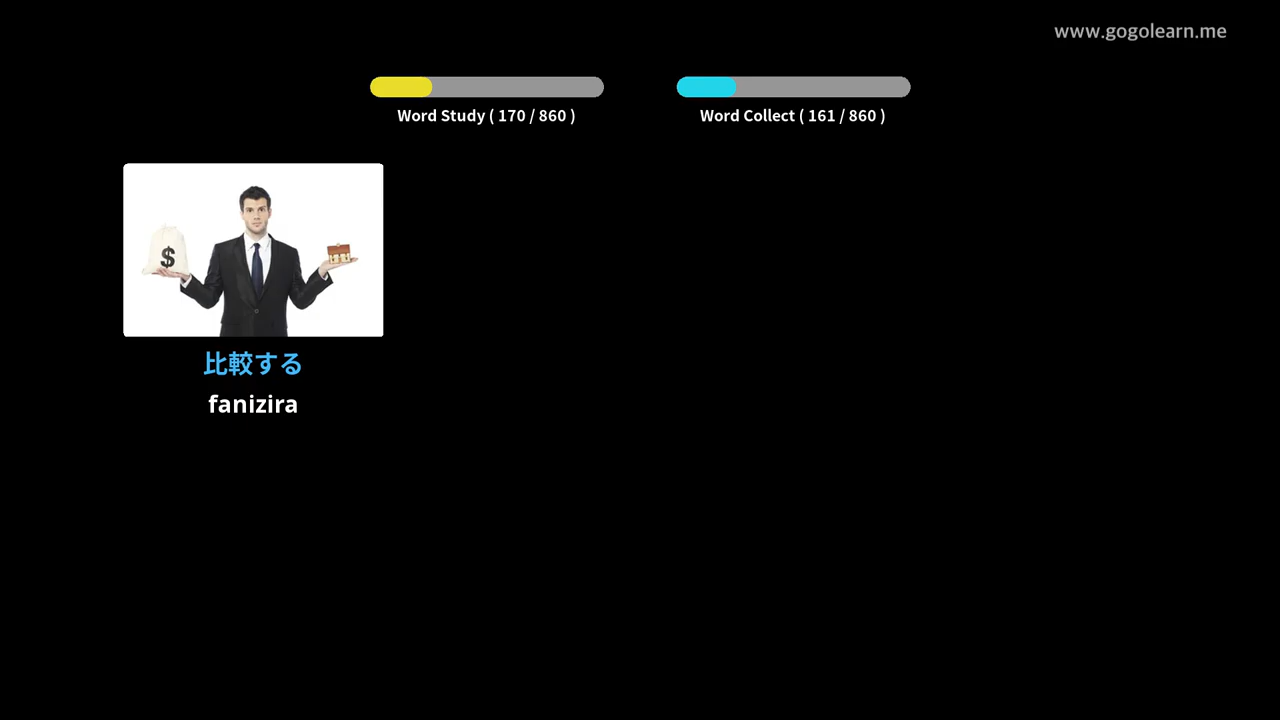 www.gogolearn.me
Word Study ( 170 / 860 )
Word Collect ( 161 / 860 )
$
比較する
fanizira